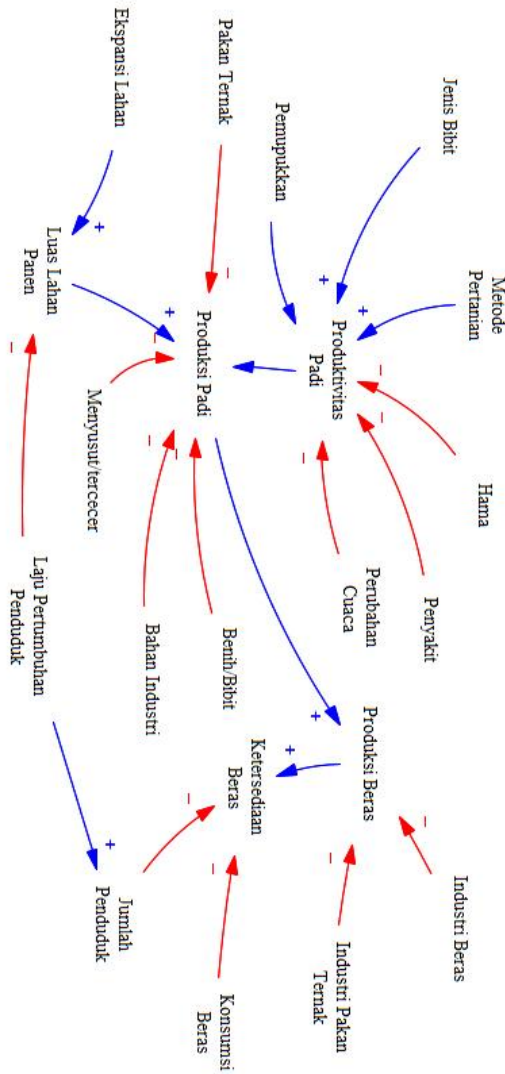 Jenis Bibit
Metode
Pertanian
Hama
Penyakit
Industri Beras
Pemupukkan
Produktivitas
Padi
Perubahan
Cuaca
Produksi Beras
Industri Pakan
Ternak
Pakan Ternak
Produksi Padi
Benih/Bibit
Ketersediaan
Beras
Konsumsi
Beras
Ekspansi Lahan
Menyusut/tercecer
Bahan Industri
Jumlah
Penduduk
Luas Lahan
Panen
Laju Pertumbuhan
Penduduk